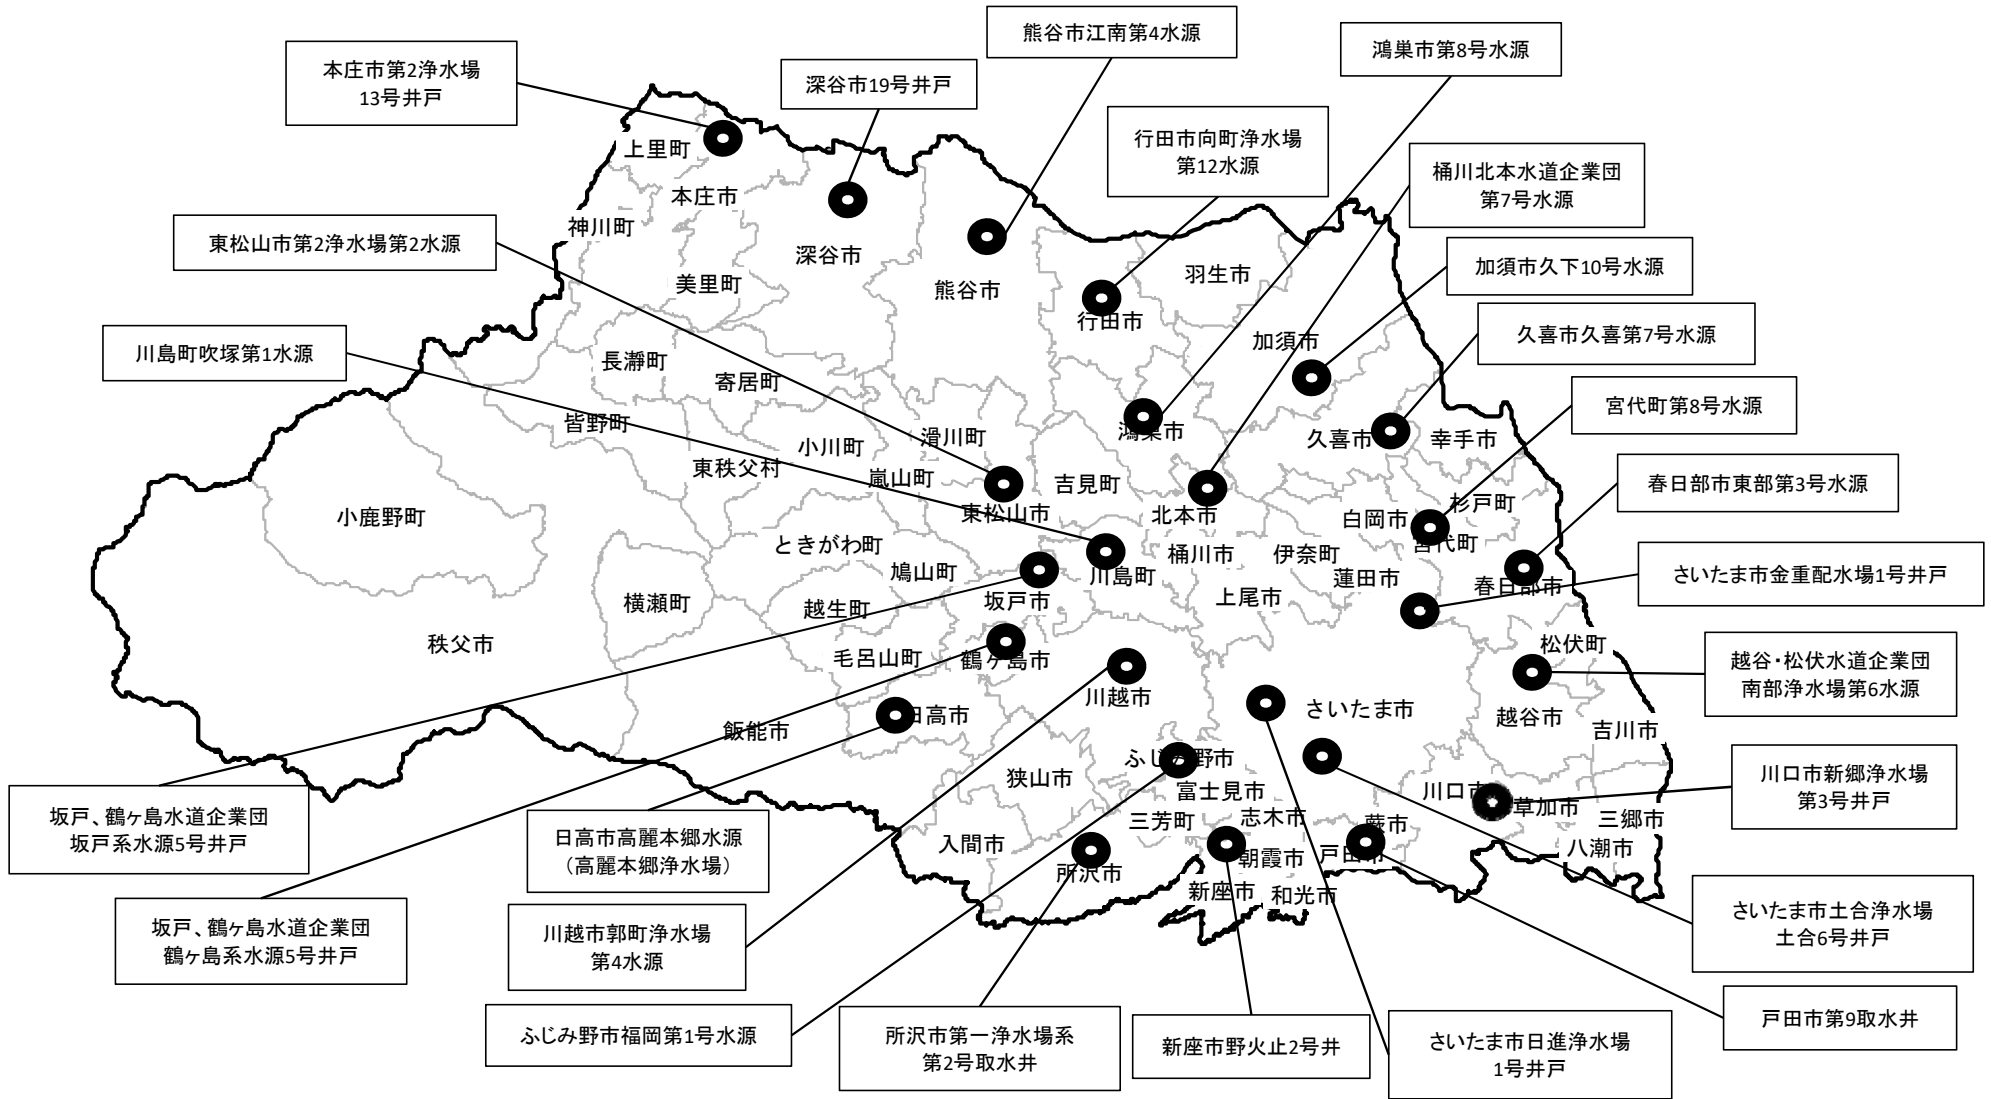 熊谷市江南第4水源
鴻巣市第8号水源
本庄市第2浄水場
13号井戸
深谷市19号井戸
行田市向町浄水場
第12水源
桶川北本水道企業団
第7号水源
東松山市第2浄水場第2水源
加須市久下10号水源
川島町吹塚第1水源
久喜市久喜第7号水源
宮代町第8号水源
春日部市東部第3号水源
さいたま市金重配水場1号井戸
越谷・松伏水道企業団
南部浄水場第6水源
川口市新郷浄水場
第3号井戸
さいたま市土合浄水場
土合6号井戸
戸田市第9取水井
さいたま市日進浄水場
1号井戸
新座市野火止2号井
所沢市第一浄水場系
第2号取水井
ふじみ野市福岡第1号水源
川越市郭町浄水場
第4水源
日高市高麗本郷水源
（高麗本郷浄水場）
坂戸、鶴ヶ島水道企業団
坂戸系水源5号井戸
坂戸、鶴ヶ島水道企業団
鶴ヶ島系水源5号井戸
上里町
本庄市
神川町
美里町
深谷市
熊谷市
行田市
羽生市
加須市
長瀞町
寄居町
皆野町
小川町
滑川町
鴻巣市
久喜市
幸手市
東秩父村
嵐山町
吉見町
東松山市
北本市
白岡市
杉戸町
宮代町
小鹿野町
ときがわ町
鳩山町
川島町
桶川市
伊奈町
蓮田市
春日部市
横瀬町
越生町
坂戸市
上尾市
秩父市
毛呂山町
鶴ヶ島市
松伏町
川越市
日高市
飯能市
さいたま市
越谷市
吉川市
ふじみ野市
狭山市
富士見市
三芳町
志木市
川口市
草加市
三郷市
八潮市
蕨市
戸田市
入間市
所沢市
朝霞市
新座市
和光市